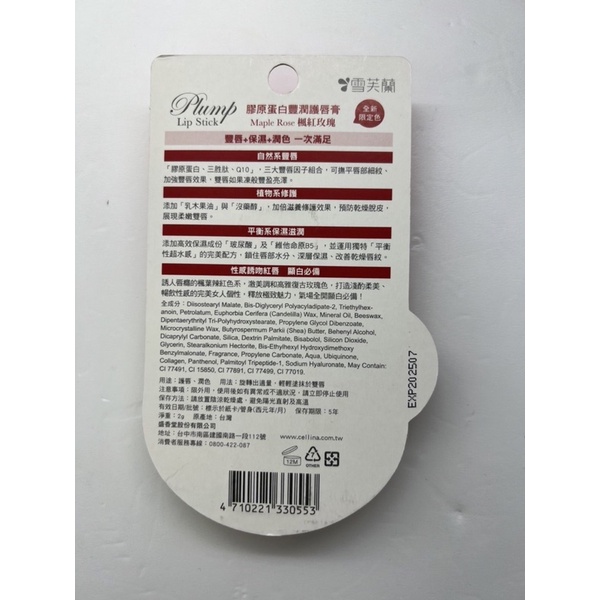 雪芙蘭
Plump
Lip Stick
膠原蛋白豐潤護唇膏
Maple Rose 楓紅玫瑰
全新
限定色
豐唇+保濕+潤色 一次滿足
自然系豐唇
「膠原蛋白、三胜肽、Q10」，三大豐唇因子組合，可撫平唇部細紋、
加強豐唇效果，豐唇如果凍般豐盈亮澤。
植物系修護
添加「乳木果油」與「沒藥醇」，加倍滋養修護效果，預防乾燥脫皮，
展現柔嫩豐唇。
平衡系保濕滋潤
添加高效保濕成份「玻尿酸」及「維他命原B5」，並運用獨特「平衡
性超水感」的完美配方，鎖住唇部水分、深層保濕、改善乾燥唇紋。
性感誘吻紅唇 顯白必備
誘人唇癮的楓葉辣紅色系，激美調和高雅復古玫瑰色，打造淺酌柔美、
暢飲性感的完美女人個性，釋放極致魅力，氣場全開顯白必備！
全成分：Diisostearyl Malate, Bis-Diglyceryl Polyacyladipate-2, Triethylhex-
anoin, Petrolatum, Euphorbia Cerifera (Candelilla) Wax, Mineral Oil, Beeswax,
Dipentaerythrityl Tri-Polyhydroxystearate, Propylene Glycol Dibenzoate,
Microcrystalline Wax, Butyrospermum Parkii (Shea) Butter, Behenyl Alcohol,
Dicaprylyl Carbonate, Silica, Dextrin Palmitate, Bisabolol, Silicon Dioxide,
Glycerin, Stearalkonium Hectorite, Bis-Ethylhexyl Hydroxydimethoxy
Benzylmalonate, Fragrance, Propylene Carbonate, Aqua, Ubiquinone,
Collagen, Panthenol, Palmitoyl Tripeptide-1, Sodium Hyaluronate, May Contain:
CI 77491, CI 15850, CI 77891, CI 77499, CI 77019.
用途：護唇、潤色 用法：旋轉出適量，輕輕塗抹於豐唇
注意事項：限外用，使用後如有異常或不適狀況，請立即停止使用
保存方法：請放置陰涼乾燥處、避免陽光直射及高溫
有效日期/批號：標示於紙卡/管身(西元年/月) 保存期限：5年
淨重：2g 原產地：台灣
盛香堂股份有限公司
地址：台中市南區建國南路一段112號
消費者服務專線：0800-422-087
www.cellina.com.tw
12M
7
OTHER
4 710221 330553
EXP202507